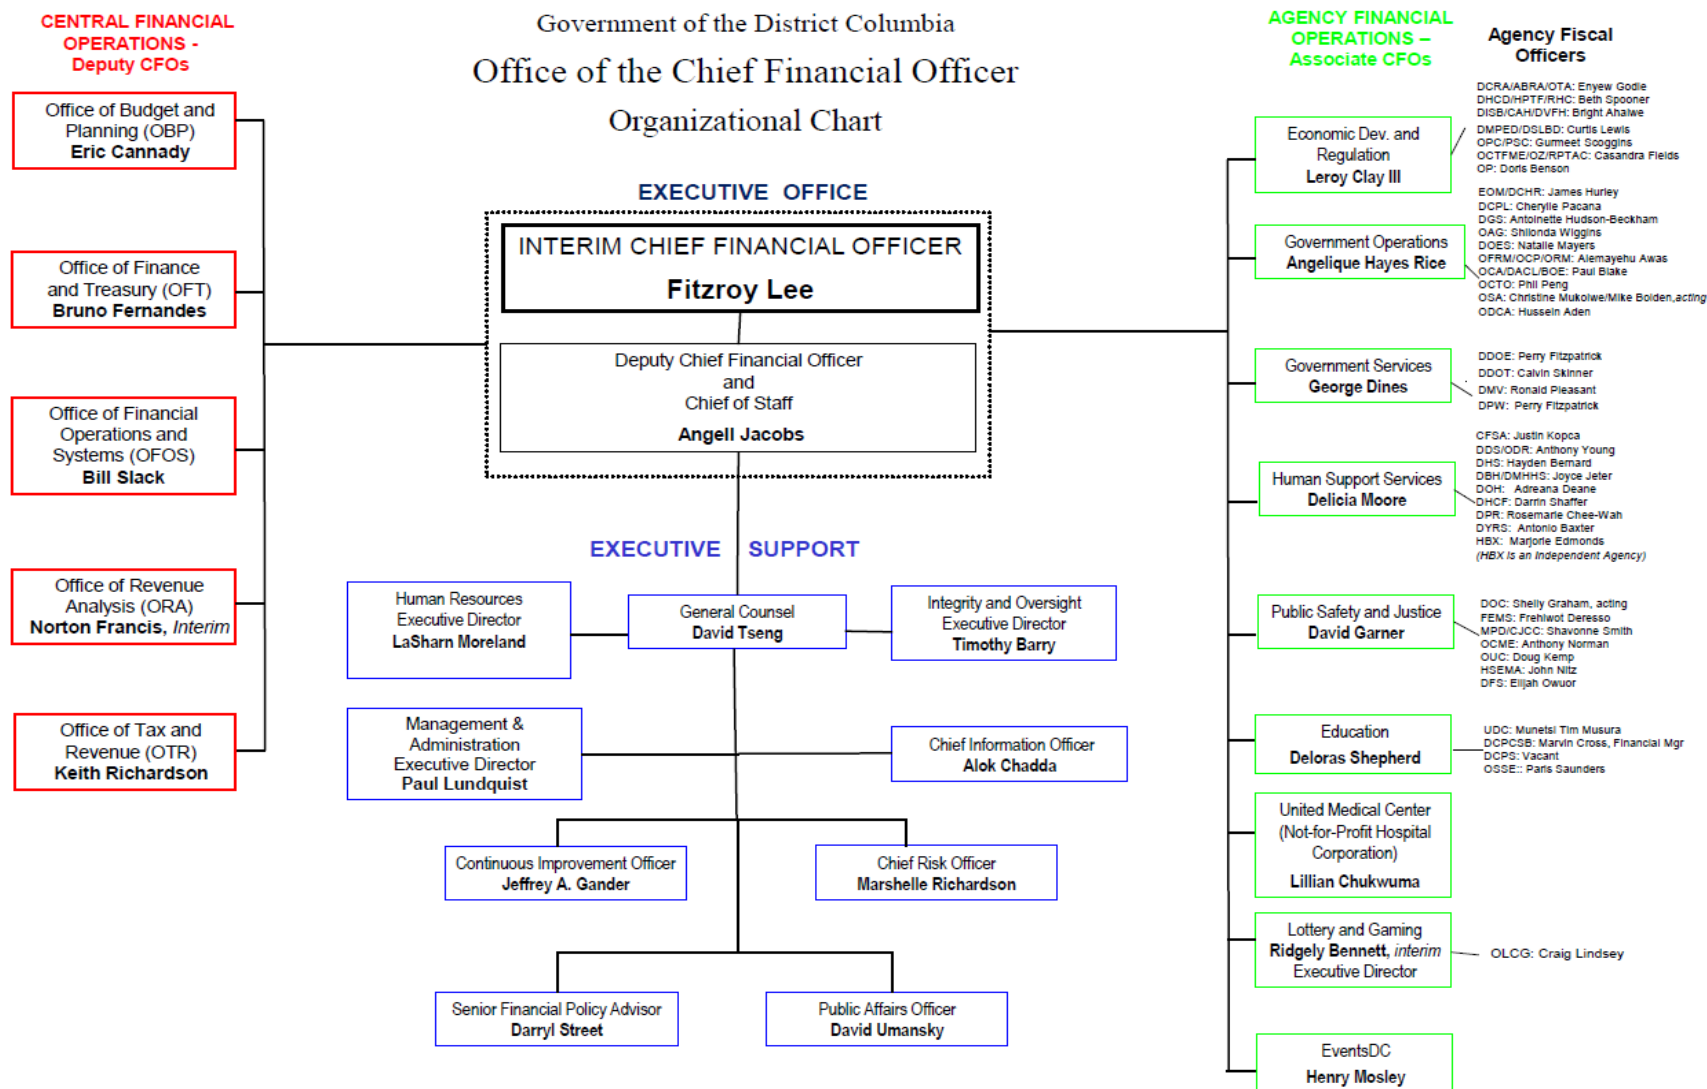 CENTRAL FINANCIAL
OPERATIONS -
Deputy CFOs
Government of the District Columbia
Office of the Chief Financial Officer
Organizational Chart
AGENCY FINANCIAL
OPERATIONS –
Associate CFOs
Agency Fiscal
Officers
Office of Budget and
Planning (OBP)
Eric Cannady
Office of Finance
and Treasury (OFT)
Bruno Fernandes
Office of Financial
Operations and
Systems (OFOS)
Bill Slack
Office of Revenue
Analysis (ORA)
Norton Francis, Interim
Office of Tax and
Revenue (OTR)
Keith Richardson
EXECUTIVE OFFICE
INTERIM CHIEF FINANCIAL OFFICER
Fitzroy Lee
Deputy Chief Financial Officer
and
Chief of Staff
Angell Jacobs
EXECUTIVE SUPPORT
Human Resources
Executive Director
LaSharn Moreland
General Counsel
David Tseng
Integrity and Oversight
Executive Director
Timothy Barry
Management &
Administration
Executive Director
Paul Lundquist
Chief Information Officer
Alok Chadda
Continuous Improvement Officer
Jeffrey A. Gander
Chief Risk Officer
Marshelle Richardson
Senior Financial Policy Advisor
Darryl Street
Public Affairs Officer
David Umansky
Economic Dev. and
Regulation
Leroy Clay III
DCRA/ABRA/OTA: Enyew Godie
DHCD/HPTF/RHC: Beth Spooner
DISB/CAH/DVFH: Bright Ahaiwe
DMPED/DSLBD: Curtis Lewis
OPC/PSC: Gurmeet Scoggins
OCTFME/OZ/RPTAC: Casandra Fields
OP: Doris Benson
Government Operations
Angelique Hayes Rice
EOM/DCHR: James Hurley
DCPL: Cherylle Pacana
DGS: Antoinette Hudson-Beckham
OAG: Shilonda Wiggins
DOES: Natalie Mayers
OFRM/OCP/ORM: Alemayehu Awas
OCA/DACL/BOE: Paul Blake
OCTO: Phil Peng
OSA: Christine Mukolwe/Mike Bolden,acting
ODCA: Hussein Aden
Government Services
George Dines
DDOE: Perry Fitzpatrick
DDOT: Calvin Skinner
DMV: Ronald Pleasant
DPW: Perry Fitzpatrick
Human Support Services
Delicia Moore
CFSA: Justin Kopca
DDS/ODR: Anthony Young
DHS: Hayden Bernard
DBH/DMHHS: Joyce Jeter
DOH: Adreana Deane
DHCF: Darrin Shaffer
DPR: Rosemarie Chee-Wah
DYRS: Antonio Baxter
HBX: Marjorie Edmonds
(HBX is an Independent Agency)
Public Safety and Justice
David Garner
DOC: Shelly Graham, acting
FEMS: Frehiwot Deresso
MPD/CJCC: Shavonne Smith
OCME: Anthony Norman
OUC: Doug Kemp
HSEMA: John Nitz
DFS: Elijah Owuor
Education
Deloras Shepherd
UDC: Munetsi Tim Musura
DCPCSB: Marvin Cross, Financial Mgr
DCPS: Vacant
OSSE:: Paris Saunders
United Medical Center
(Not-for-Profit Hospital
Corporation)
Lillian Chukwuma
Lottery and Gaming
Ridgely Bennett, interim
Executive Director
OLCG: Craig Lindsey
EventsDC
Henry Mosley